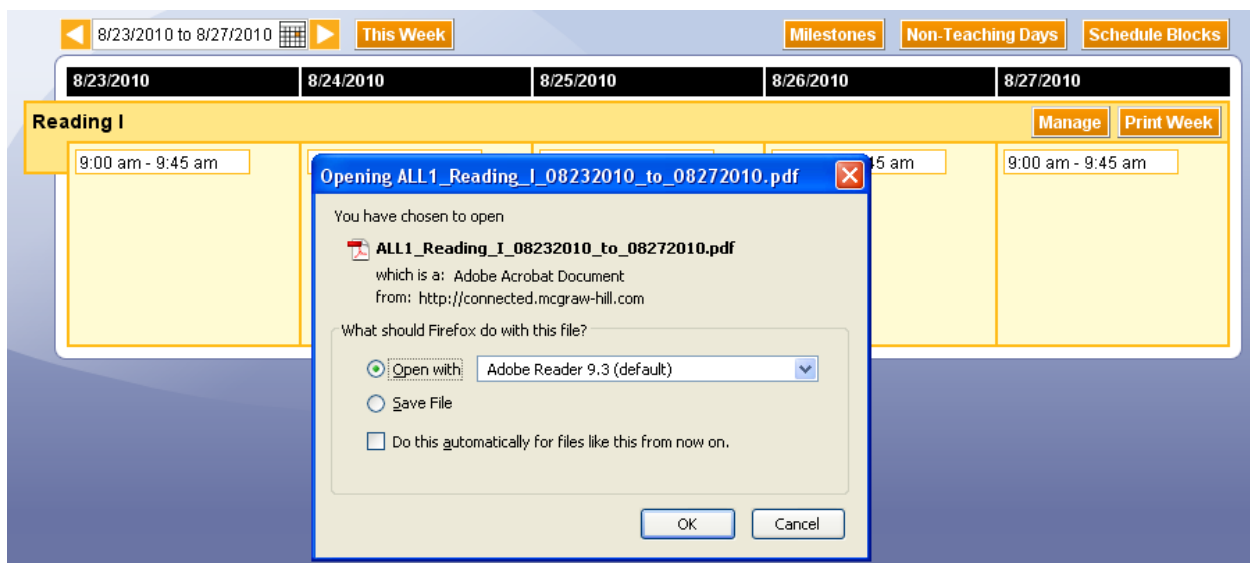 8/23/2010 to 8/27/2010 This Week Milestones Non-Teaching Days Schedule Blocks
8/23/2010 8/24/2010 8/25/2010 8/26/2010 8/27/2010
Reading I Manage Print Week
9:00 am - 9:45 am 45 am 9:00 am - 9:45 am
Opening ALL1_Reading_I_08232010_to_08272010.pdf
You have chosen to open
ALL1_Reading_I_08232010_to_08272010.pdf
which is a: Adobe Acrobat Document
from: http://connected.mcgraw-hill.com
What should Firefox do with this file?
Open with Adobe Reader 9.3 (default)
Save File
Do this automatically for files like this from now on.
OK Cancel